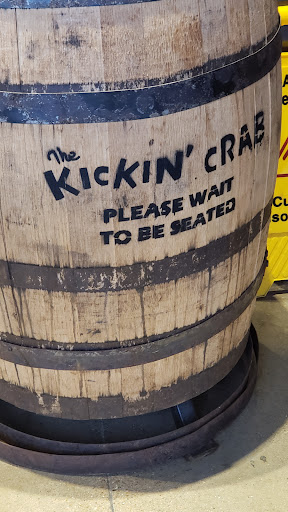 The
KICKIN' CRAB
PLEASE WAIT
TO BE SEATED